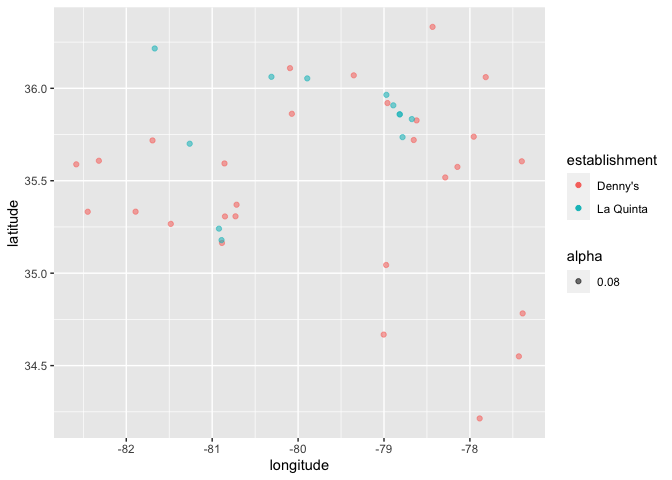 36.0
35.5
35.0
34.5
latitude
-82
-81
-80
-79
-78
longitude
establishment
Denny's
La Quinta
alpha
0.08